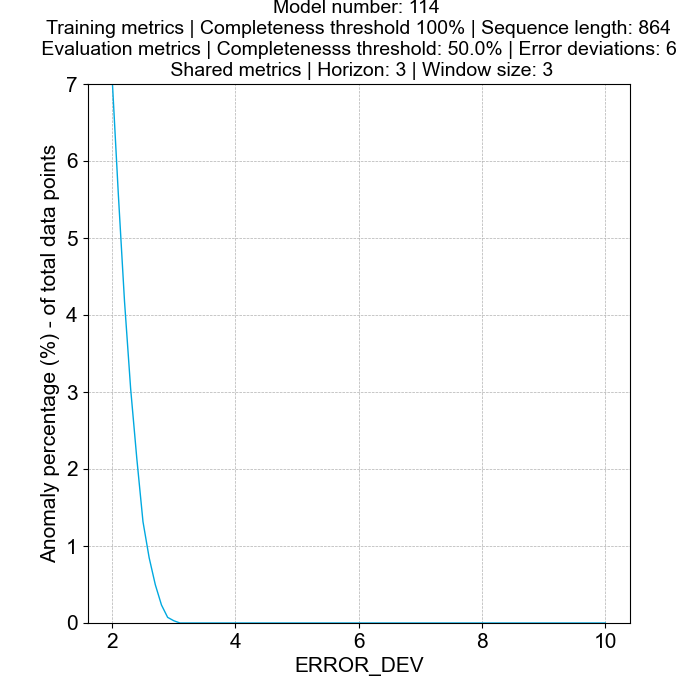 Model number: 114
Training metrics | Completeness threshold 100% | Sequence length: 864
Evaluation metrics | Completenesss threshold: 50.0% | Error deviations: 6
Shared metrics | Horizon: 3 | Window size: 3
Anomaly percentage (%) - of total data points
7
6
5
4
3
2
1
0
2 4 6 8 10
ERROR_DEV